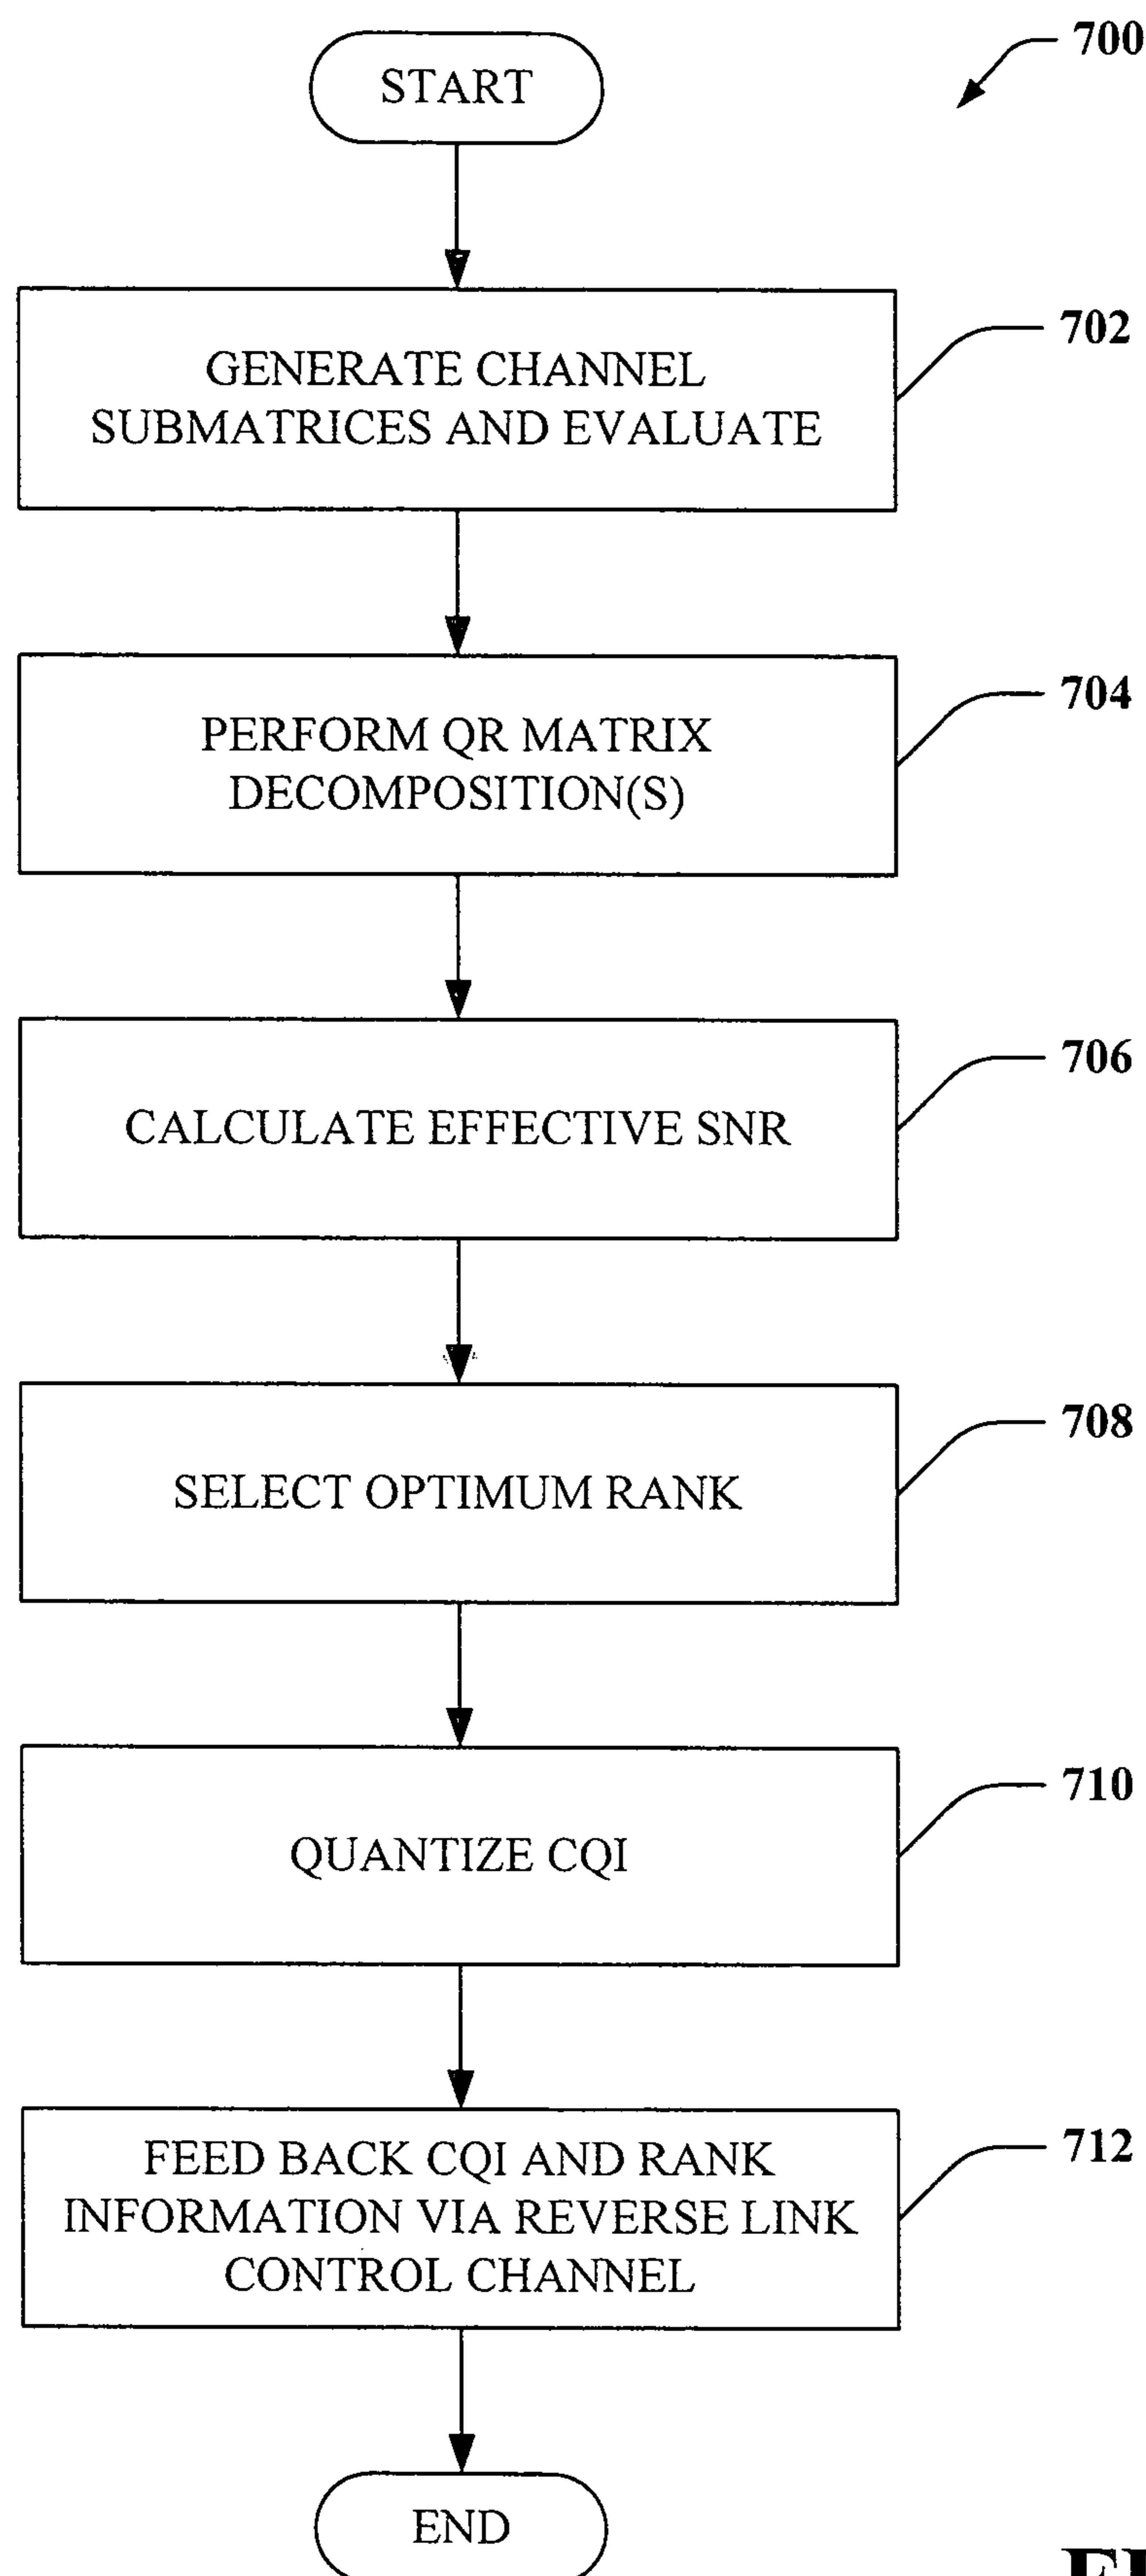 700
START
702
GENERATE CHANNEL
SUBMATRICES AND EVALUATE
704
PERFORM QR MATRIX
DECOMPOSITION(S)
706
CALCULATE EFFECTIVE SNR
708
SELECT OPTIMUM RANK
710
QUANTIZE CQI
712
FEED BACK CQI AND RANK
INFORMATION VIA REVERSE LINK
CONTROL CHANNEL
END